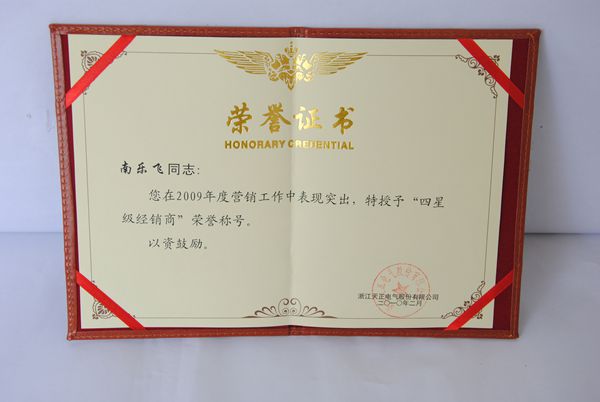 荣誉证书
HONORARY CREDENTIAL
南乐飞同志:
您在2009年度营销工作中表现突出，特授予“四星
级经销商”荣誉称号。
以资鼓励。
浙江天正电气股份有限公司
二〇一〇年二月